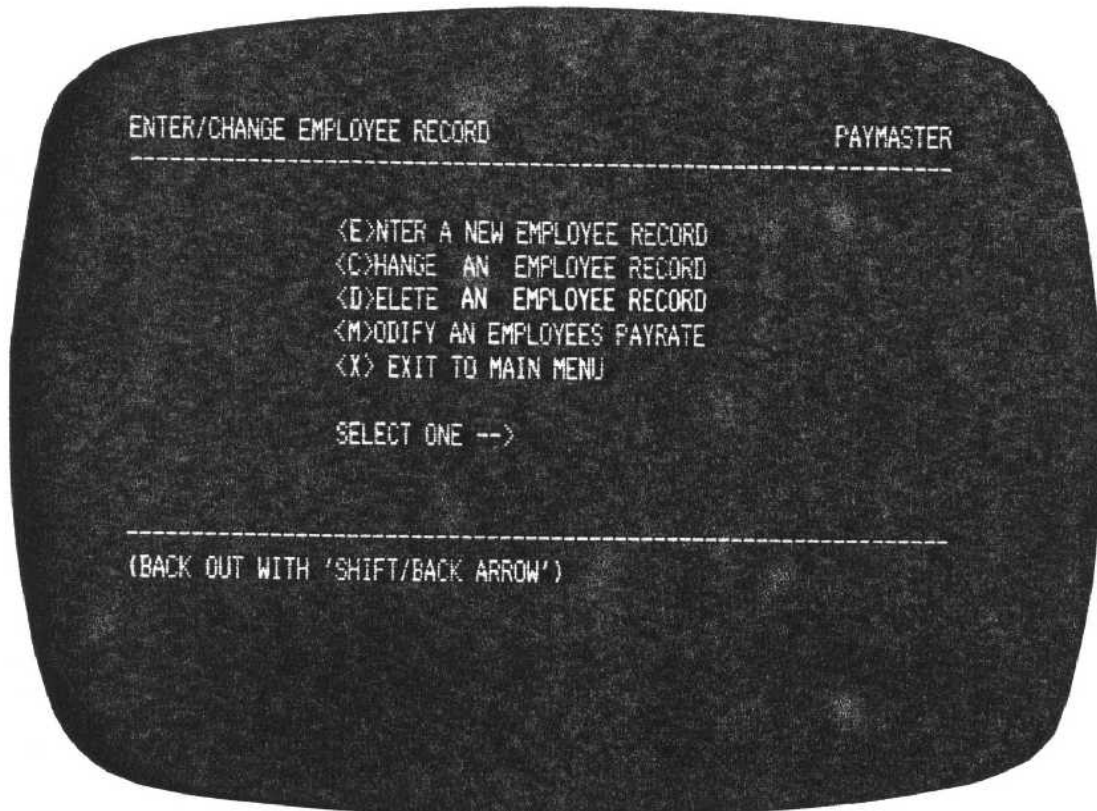 ENTER/CHANGE EMPLOYEE RECORD PAYMASTER
<E>NTER A NEW EMPLOYEE RECORD
<C>HANGE AN EMPLOYEE RECORD
<D>ELETE AN EMPLOYEE RECORD
<M>ODIFY AN EMPLOYEES PAYRATE
<X> EXIT TO MAIN MENU
SELECT ONE -->
(BACK OUT WITH 'SHIFT/BACK ARROW')